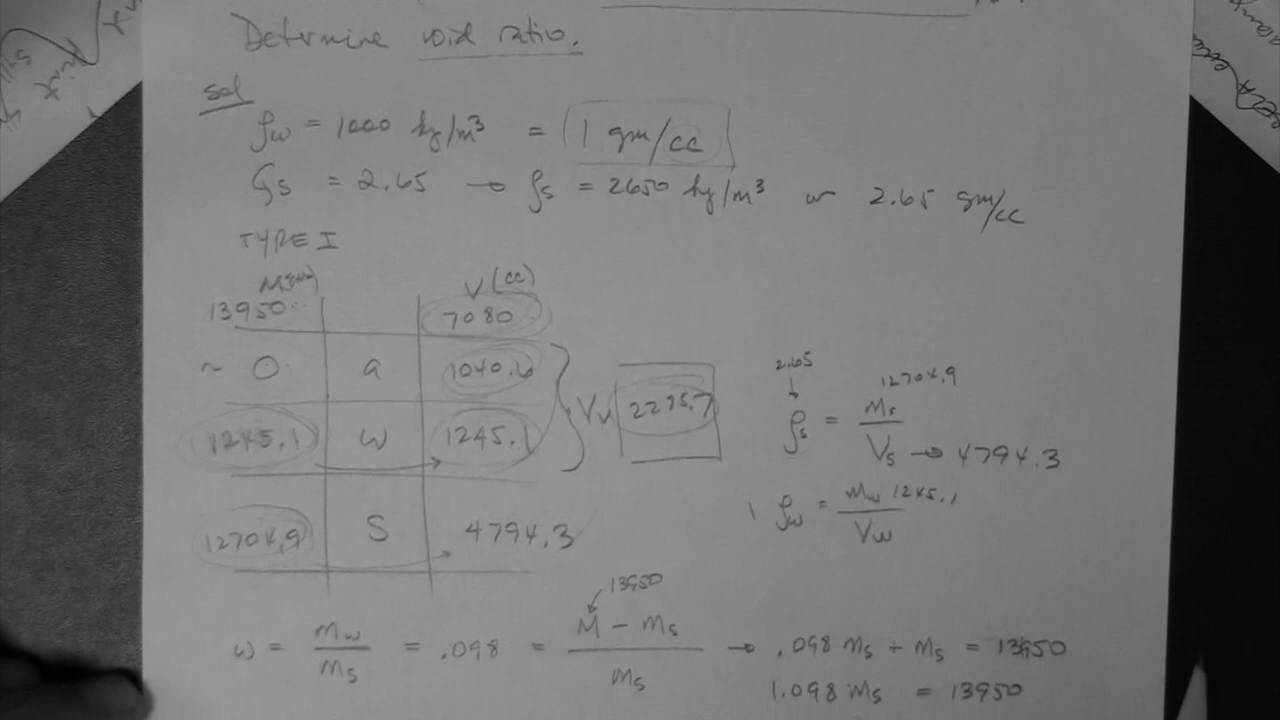 Determine void ratio.
Sol
ρw = 1000 kg/m³ = 1 gm/cc
Gs = 2.65 → ρs = 2650 kg/m³ or 2.65 gm/cc
TYPE I
M(gm) V (cc)
13950 7080
~ 0 a 1040.6
1245.1 w 1245.1
12704.9 S 4794.3
Vv 2285.7
2.65 12704.9
ρs = Ms / Vs → 4794.3
1 ρw = Mw 1245.1 / Vw
13950
w = Mw / Ms = .098 = M - Ms / Ms → .098 Ms + Ms = 13950
1.098 Ms = 13950